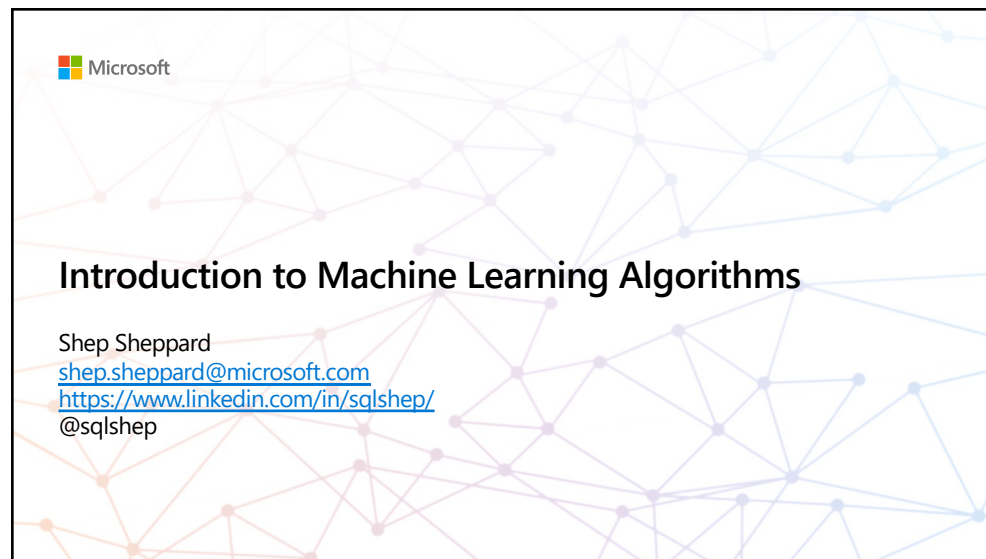 Microsoft
Introduction to Machine Learning Algorithms
Shep Sheppard
shep.sheppard@microsoft.com
https://www.linkedin.com/in/sqlshep/
@sqlshep